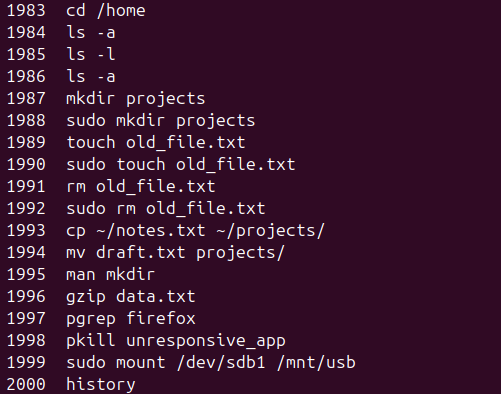 1983  cd /home
1984  ls -a
1985  ls -l
1986  ls -a
1987  mkdir projects
1988  sudo mkdir projects
1989  touch old_file.txt
1990  sudo touch old_file.txt
1991  rm old_file.txt
1992  sudo rm old_file.txt
1993  cp ~/notes.txt ~/projects/
1994  mv draft.txt projects/
1995  man mkdir
1996  gzip data.txt
1997  pgrep firefox
1998  pkill unresponsive_app
1999  sudo mount /dev/sdb1 /mnt/usb
2000  history